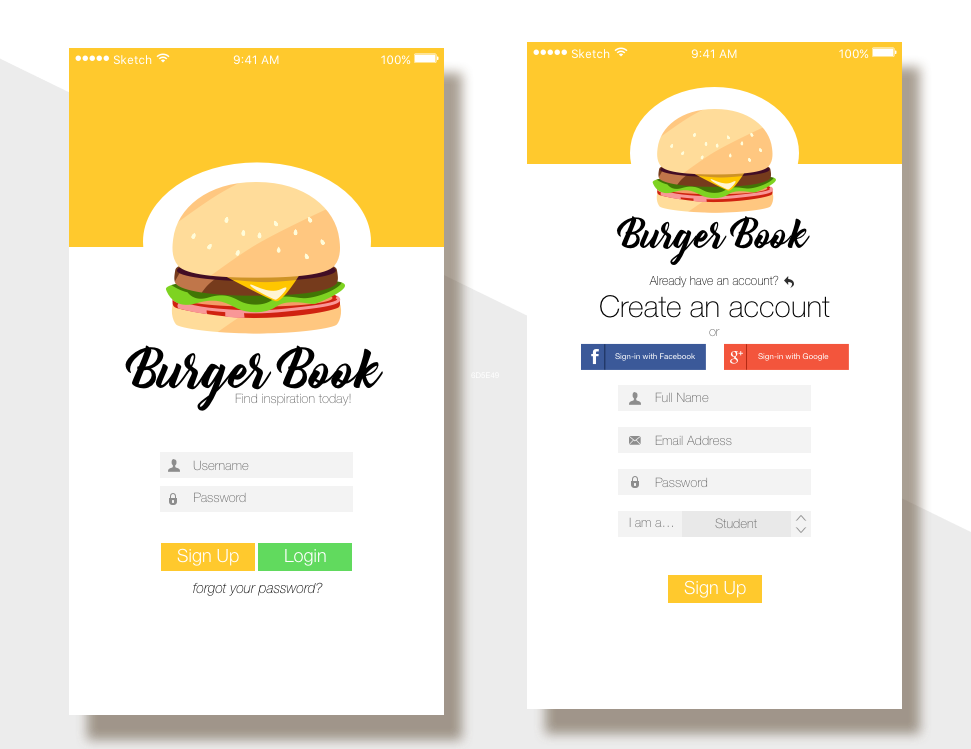 Sketch 9:41 AM 100%
Burger Book
Find inspiration today!
Username
Password
Sign Up Login
forgot your password?
Sketch 9:41 AM 100%
Burger Book
Already have an account?
Create an account
or
f Sign-in with Facebook g+ Sign-in with Google
Full Name
Email Address
Password
I am a... Student
Sign Up